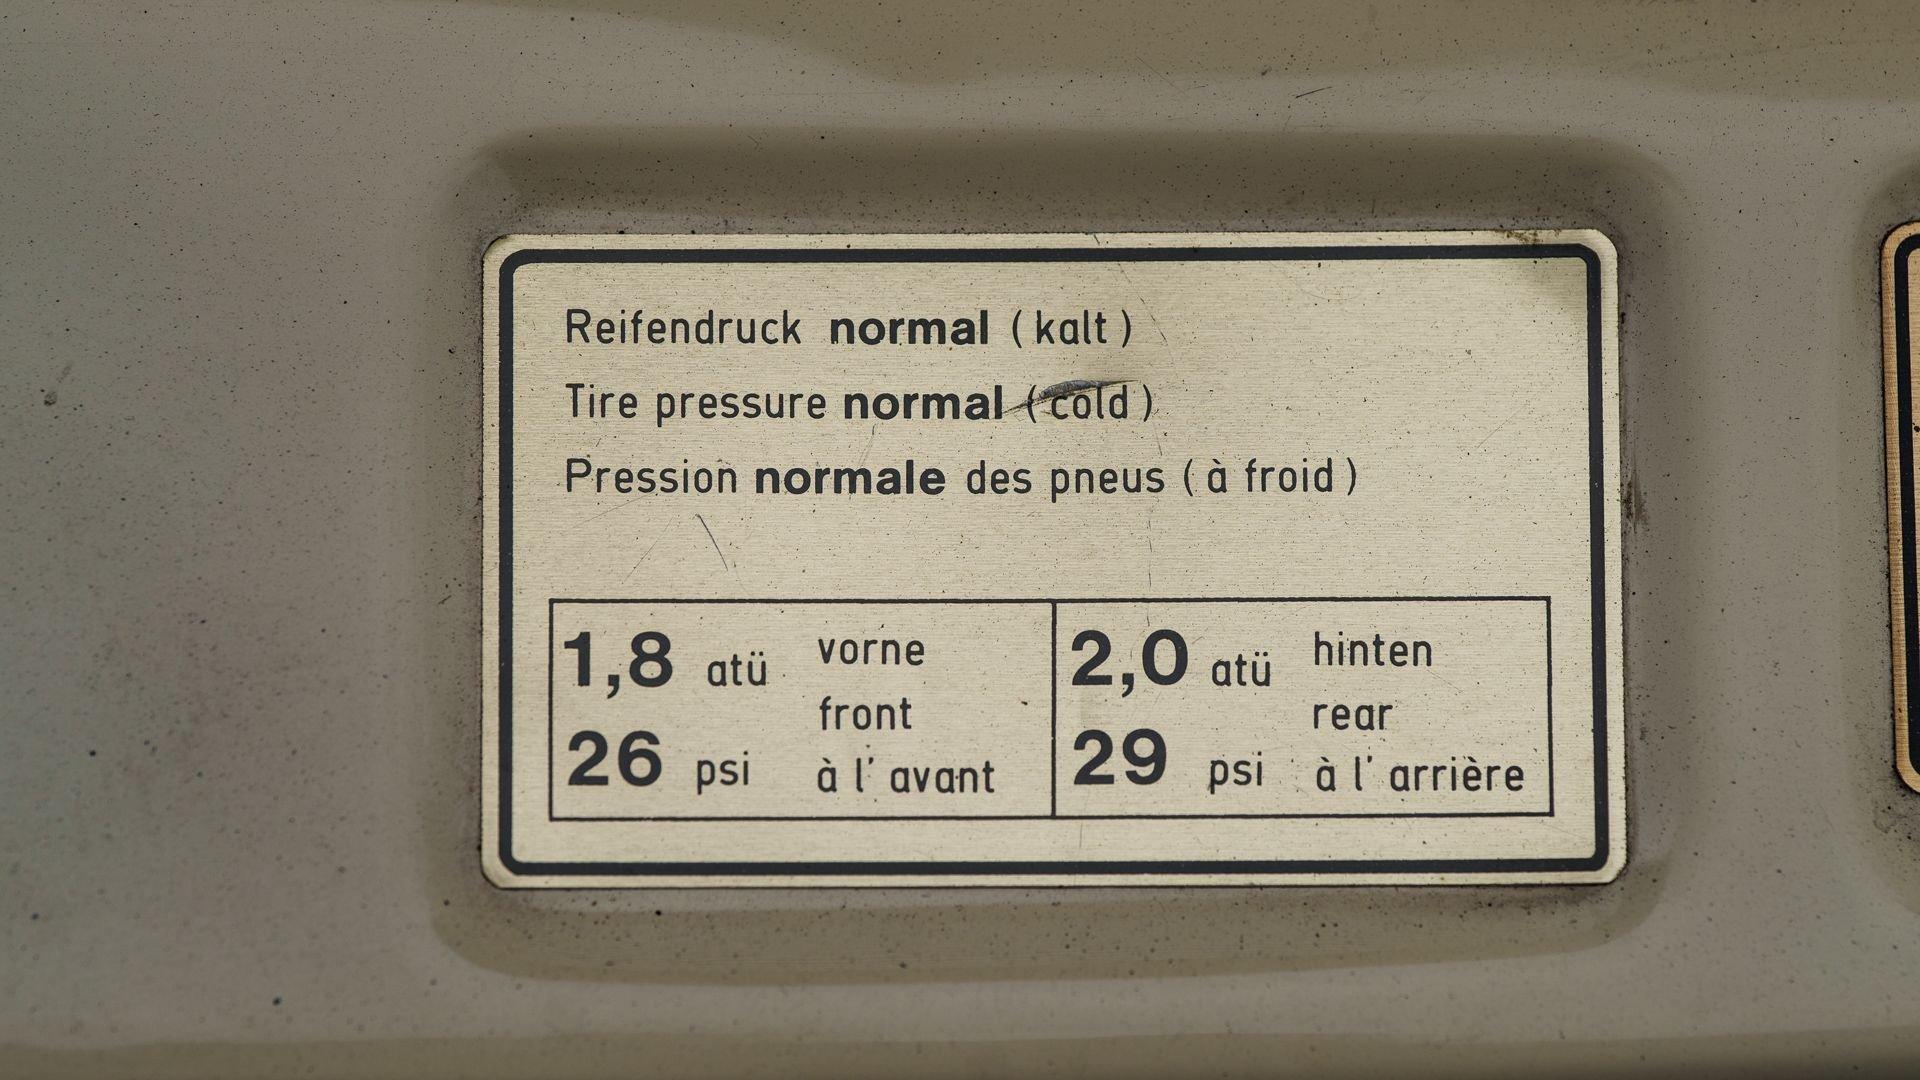 Reifendruck normal (kalt)
Tire pressure normal (cold)
Pression normale des pneus (à froid)
1,8 atü vorne
front
26 psi à l' avant
2,0 atü hinten
rear
29 psi à l' arrière